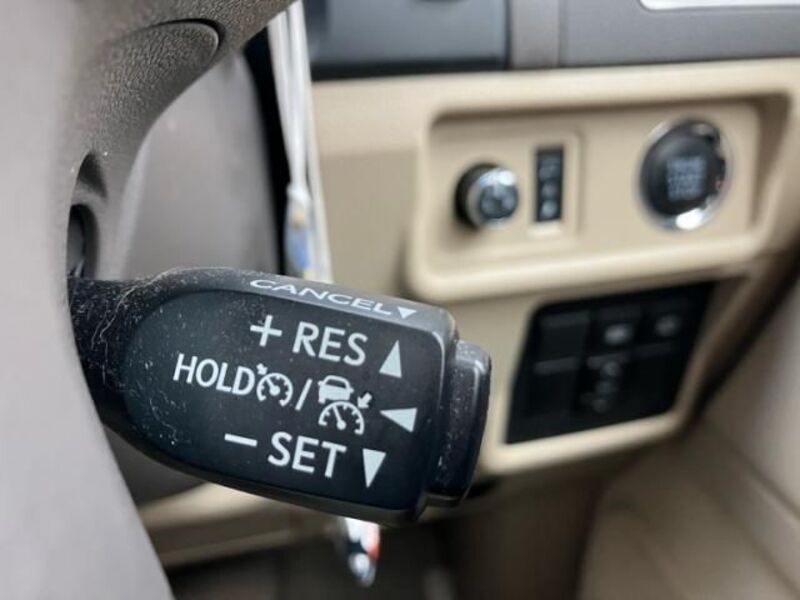 CANCEL
+ RES
HOLD /
− SET